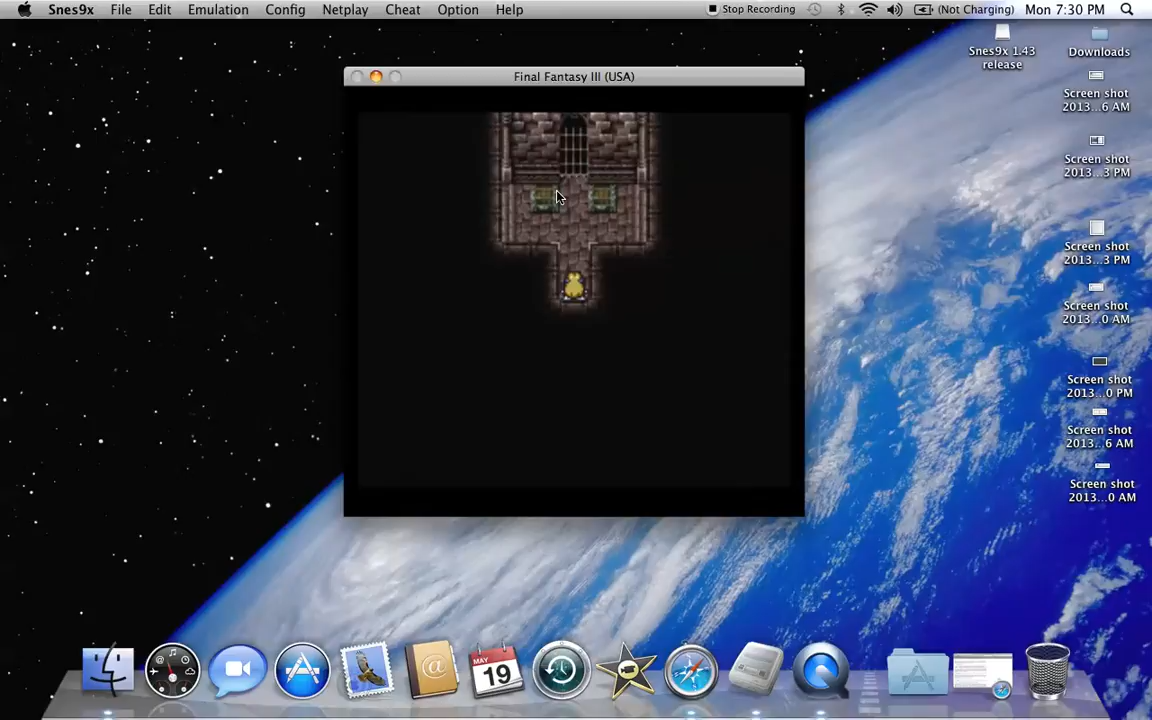 Snes9x File Edit Emulation Config Netplay Cheat Option Help Stop Recording (Not Charging) Mon 7:30 PM
Final Fantasy III (USA)
Snes9x 1.43
release
Downloads
Screen shot
2013...6 AM
Screen shot
2013...3 PM
Screen shot
2013...3 PM
Screen shot
2013...0 AM
Screen shot
2013...0 PM
Screen shot
2013...6 AM
Screen shot
2013...0 AM
MAY
19